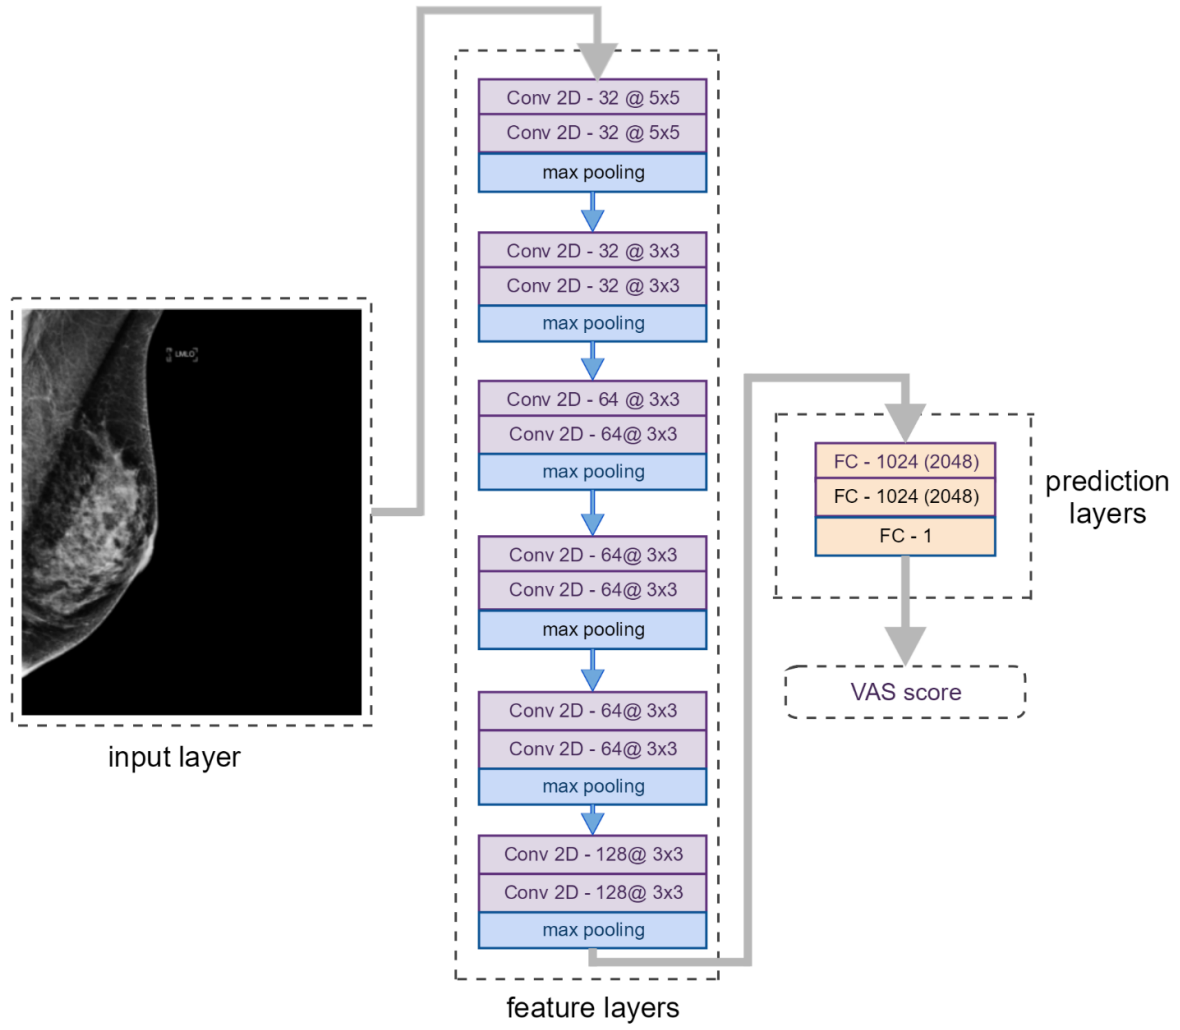 LMLO
input layer
Conv 2D - 32 @ 5x5
Conv 2D - 32 @ 5x5
max pooling
Conv 2D - 32 @ 3x3
Conv 2D - 32 @ 3x3
max pooling
Conv 2D - 64 @ 3x3
Conv 2D - 64@ 3x3
max pooling
Conv 2D - 64@ 3x3
Conv 2D - 64@ 3x3
max pooling
Conv 2D - 64@ 3x3
Conv 2D - 64@ 3x3
max pooling
Conv 2D - 128@ 3x3
Conv 2D - 128@ 3x3
max pooling
feature layers
FC - 1024 (2048)
FC - 1024 (2048)
FC - 1
prediction
layers
VAS score